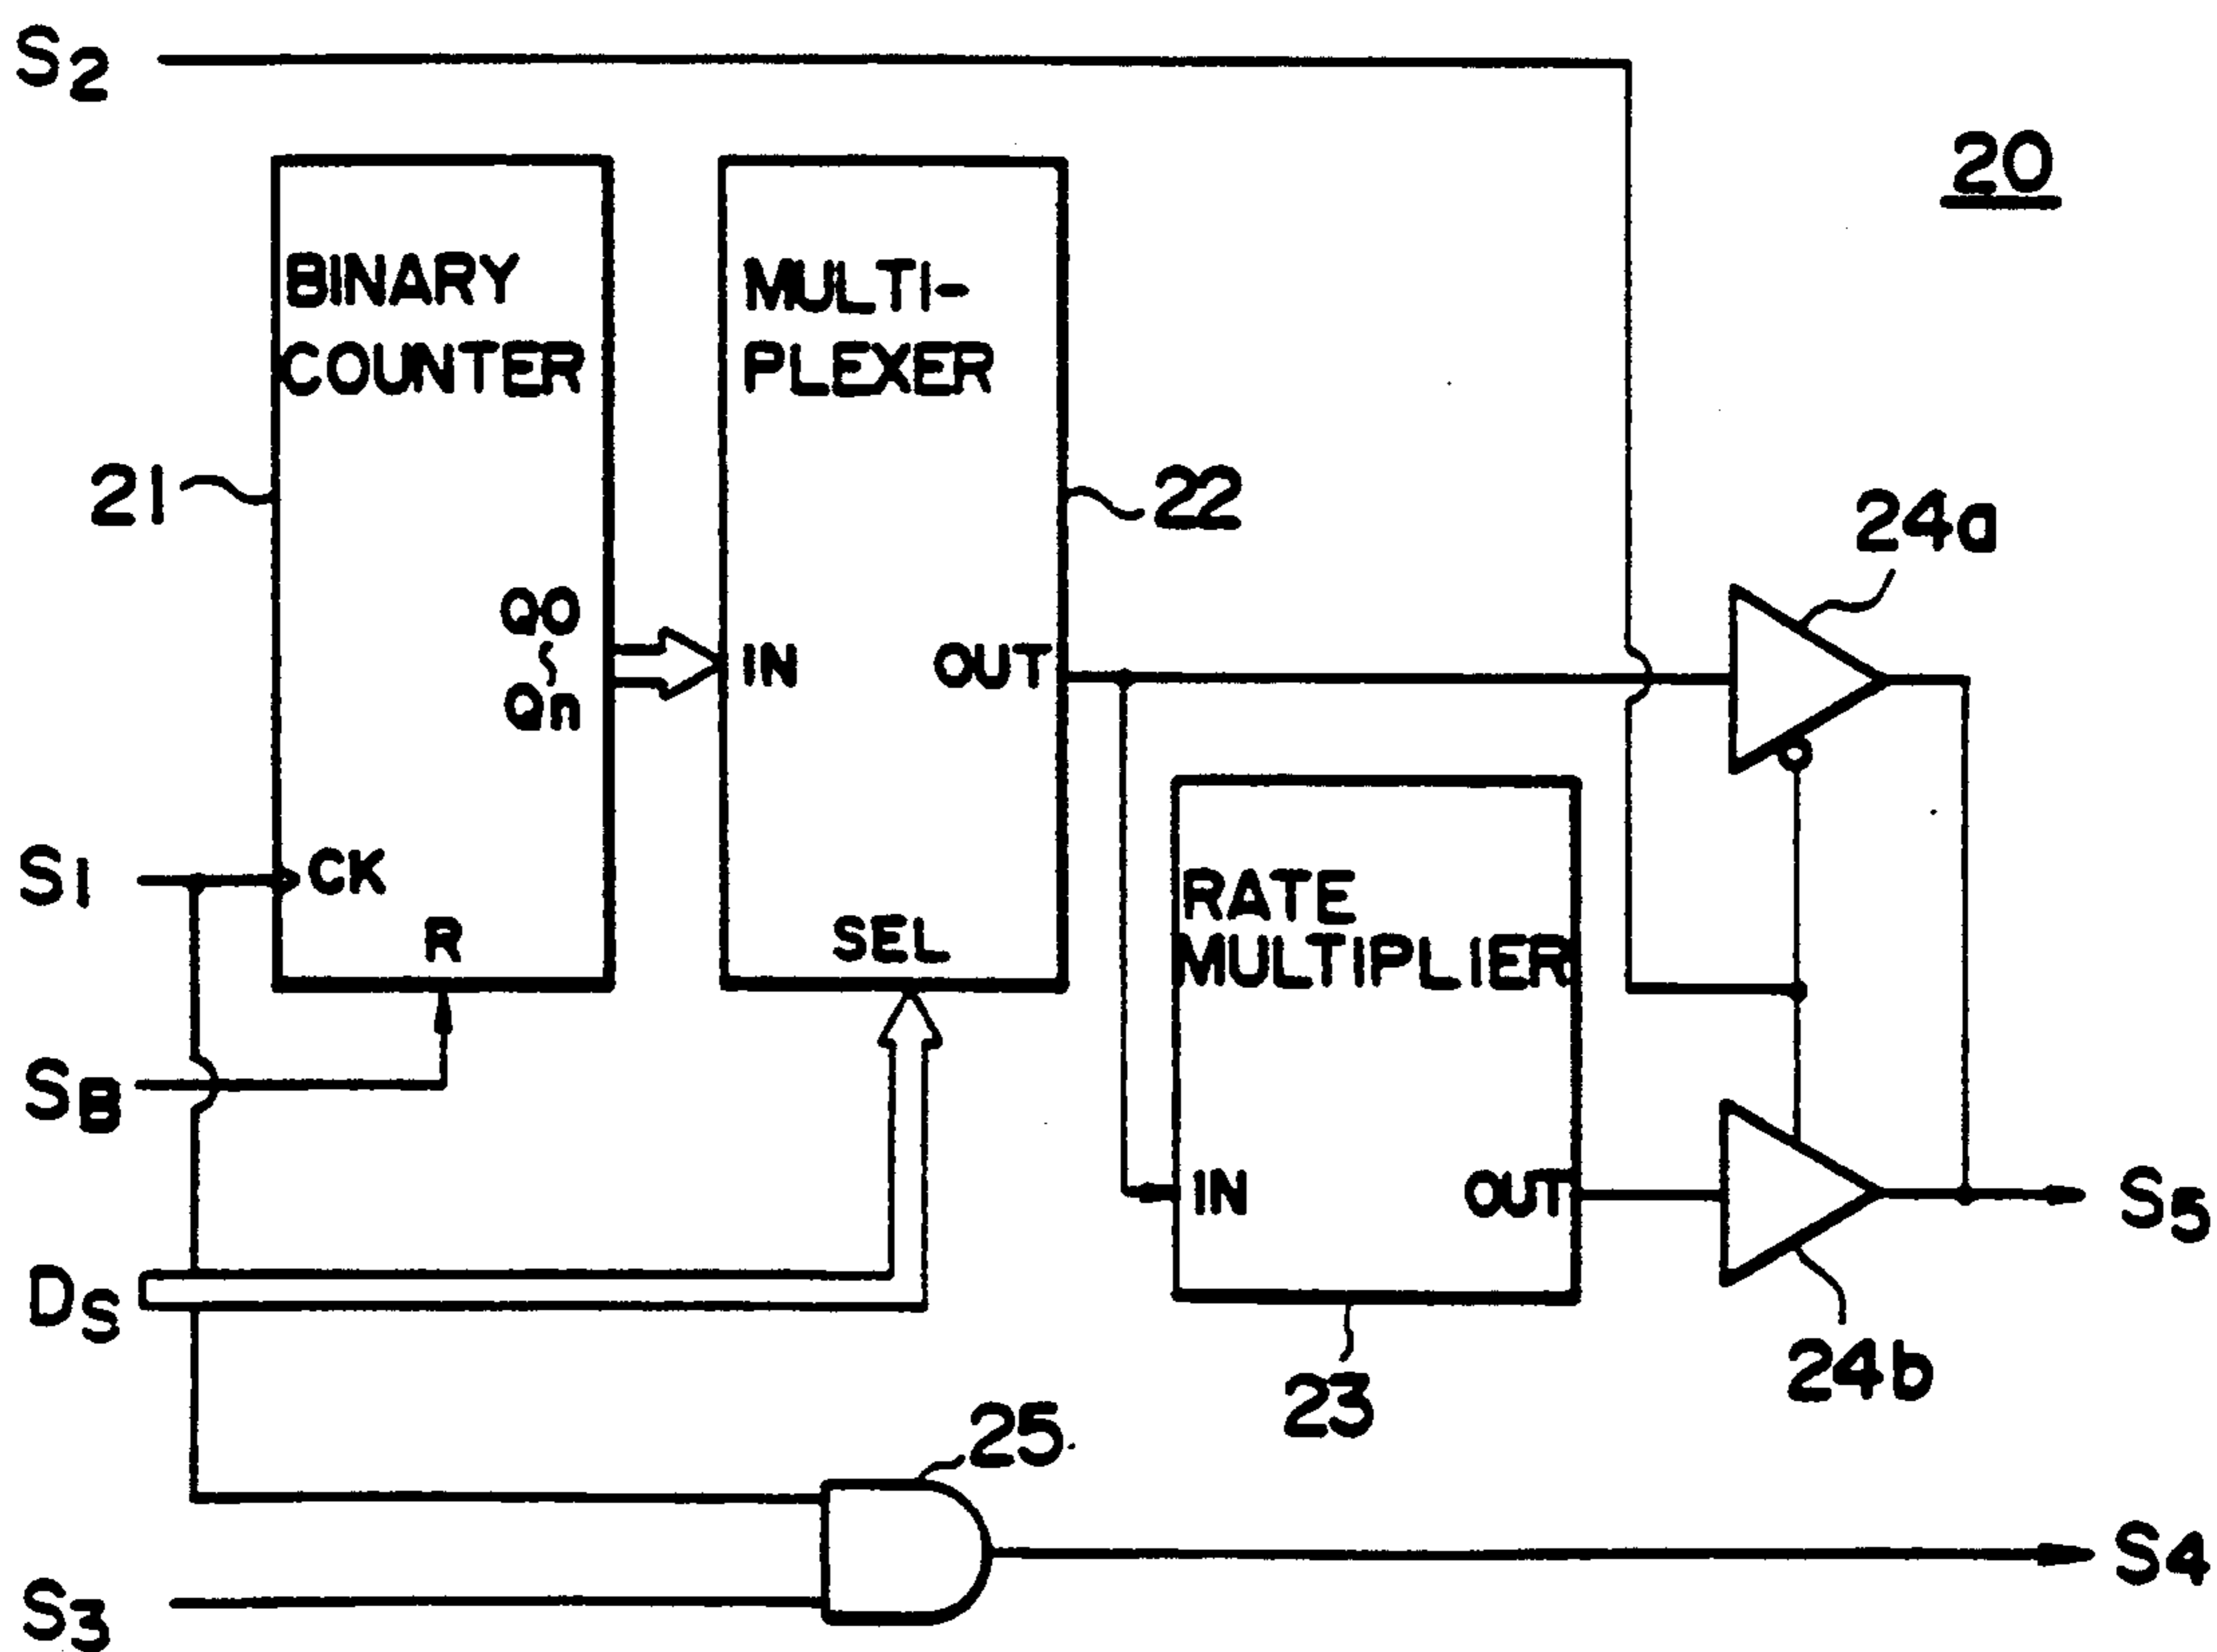 S2
20
BINARY
COUNTER
MULTI-
PLEXER
21
22
24a
Q0
Qn
IN
OUT
S1
CK
R
SEL
RATE
MULTIPLIER
SB
IN
OUT
S5
DS
24b
23
25
S4
S3